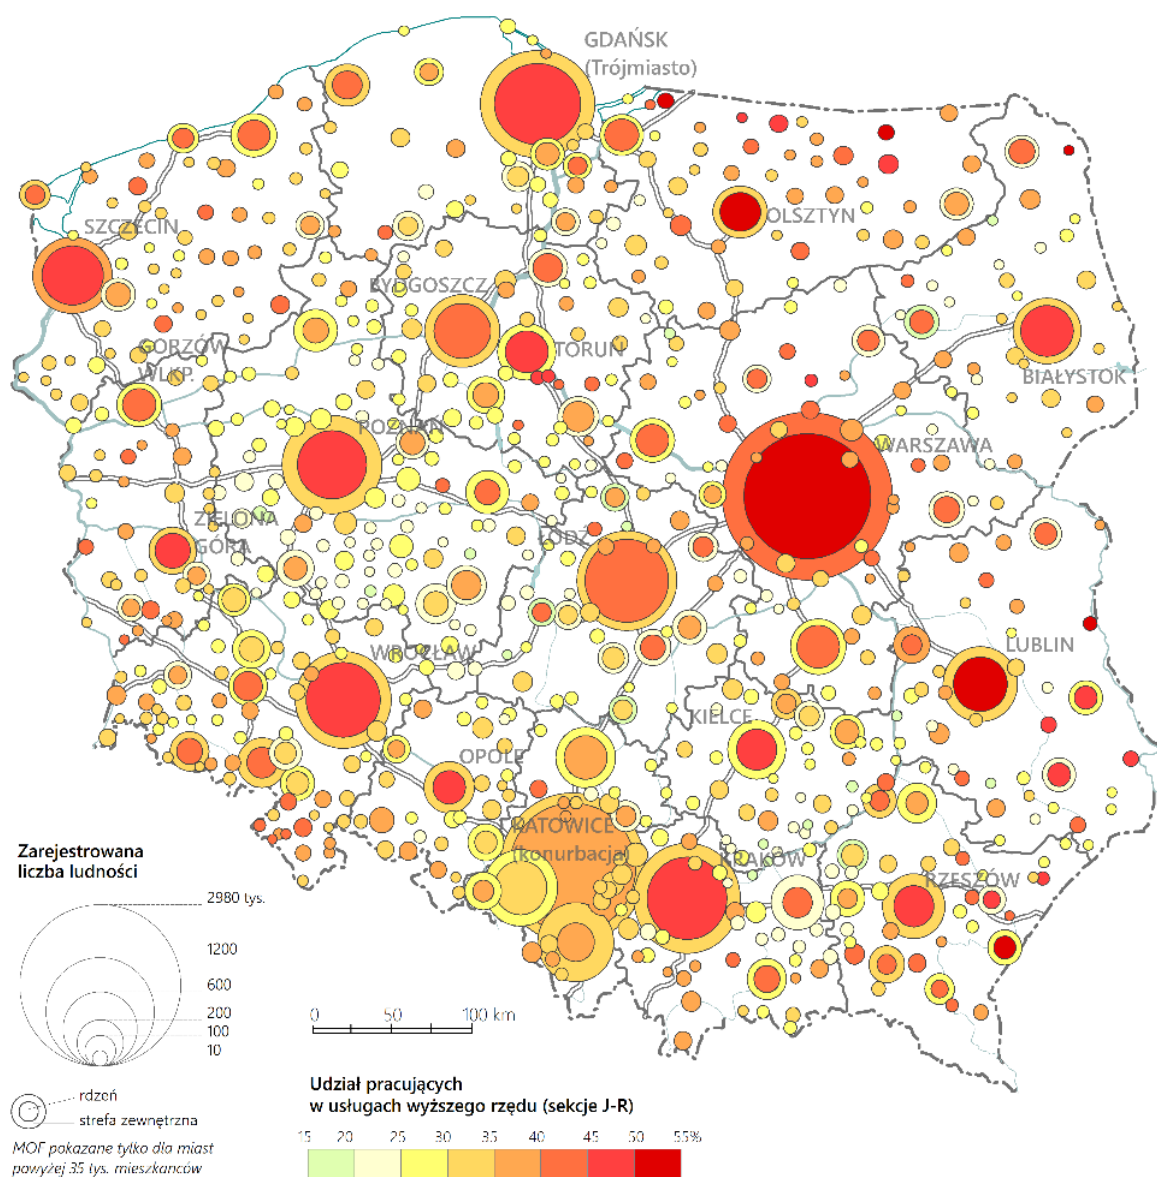 GDAŃSK
(Trójmiasto)
OLSZTYN
SZCZECIN
BYDGOSZCZ
TORUŃ
GORZÓW
WLKP.
BIAŁYSTOK
POZNAŃ
WARSZAWA
ZIELONA
GÓRA
ŁÓDŹ
WROCŁAW
LUBLIN
KIELCE
OPOLE
KATOWICE
(konurbacja)
KRAKÓW
RZESZÓW
Zarejestrowana
liczba ludności
2980 tys.
1200
600
200
100
10
0 50 100 km
rdzeń
strefa zewnętrzna
MOF pokazane tylko dla miast
powyżej 35 tys. mieszkańców
Udział pracujących
w usługach wyższego rzędu (sekcje J-R)
15 20 25 30 35 40 45 50 55%